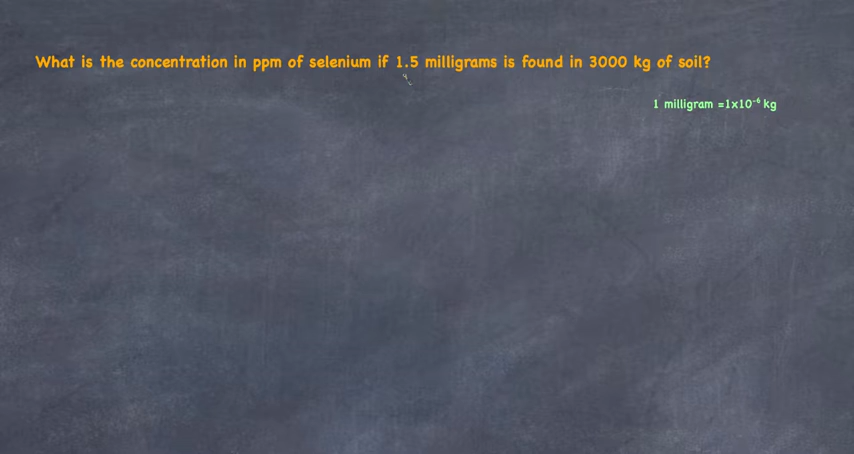 What is the concentration in ppm of selenium if 1.5 milligrams is found in 3000 kg of soil?
1 milligram =1x10⁻⁶ kg